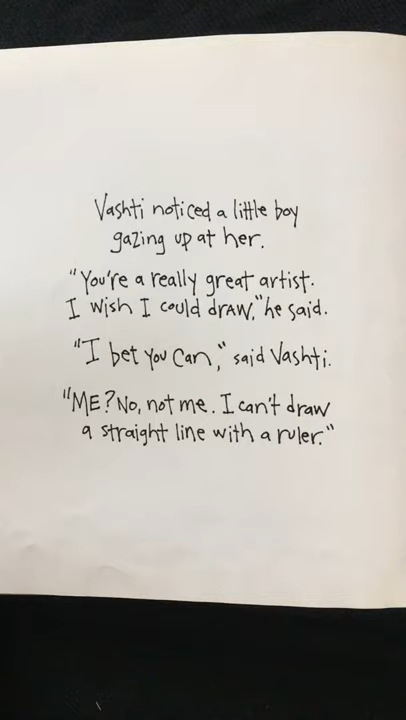 Vashti noticed a little boy
gazing up at her.
"You're a really great artist.
I wish I could draw," he said.
"I bet you can," said Vashti.
"ME? No, not me. I can't draw
a straight line with a ruler."